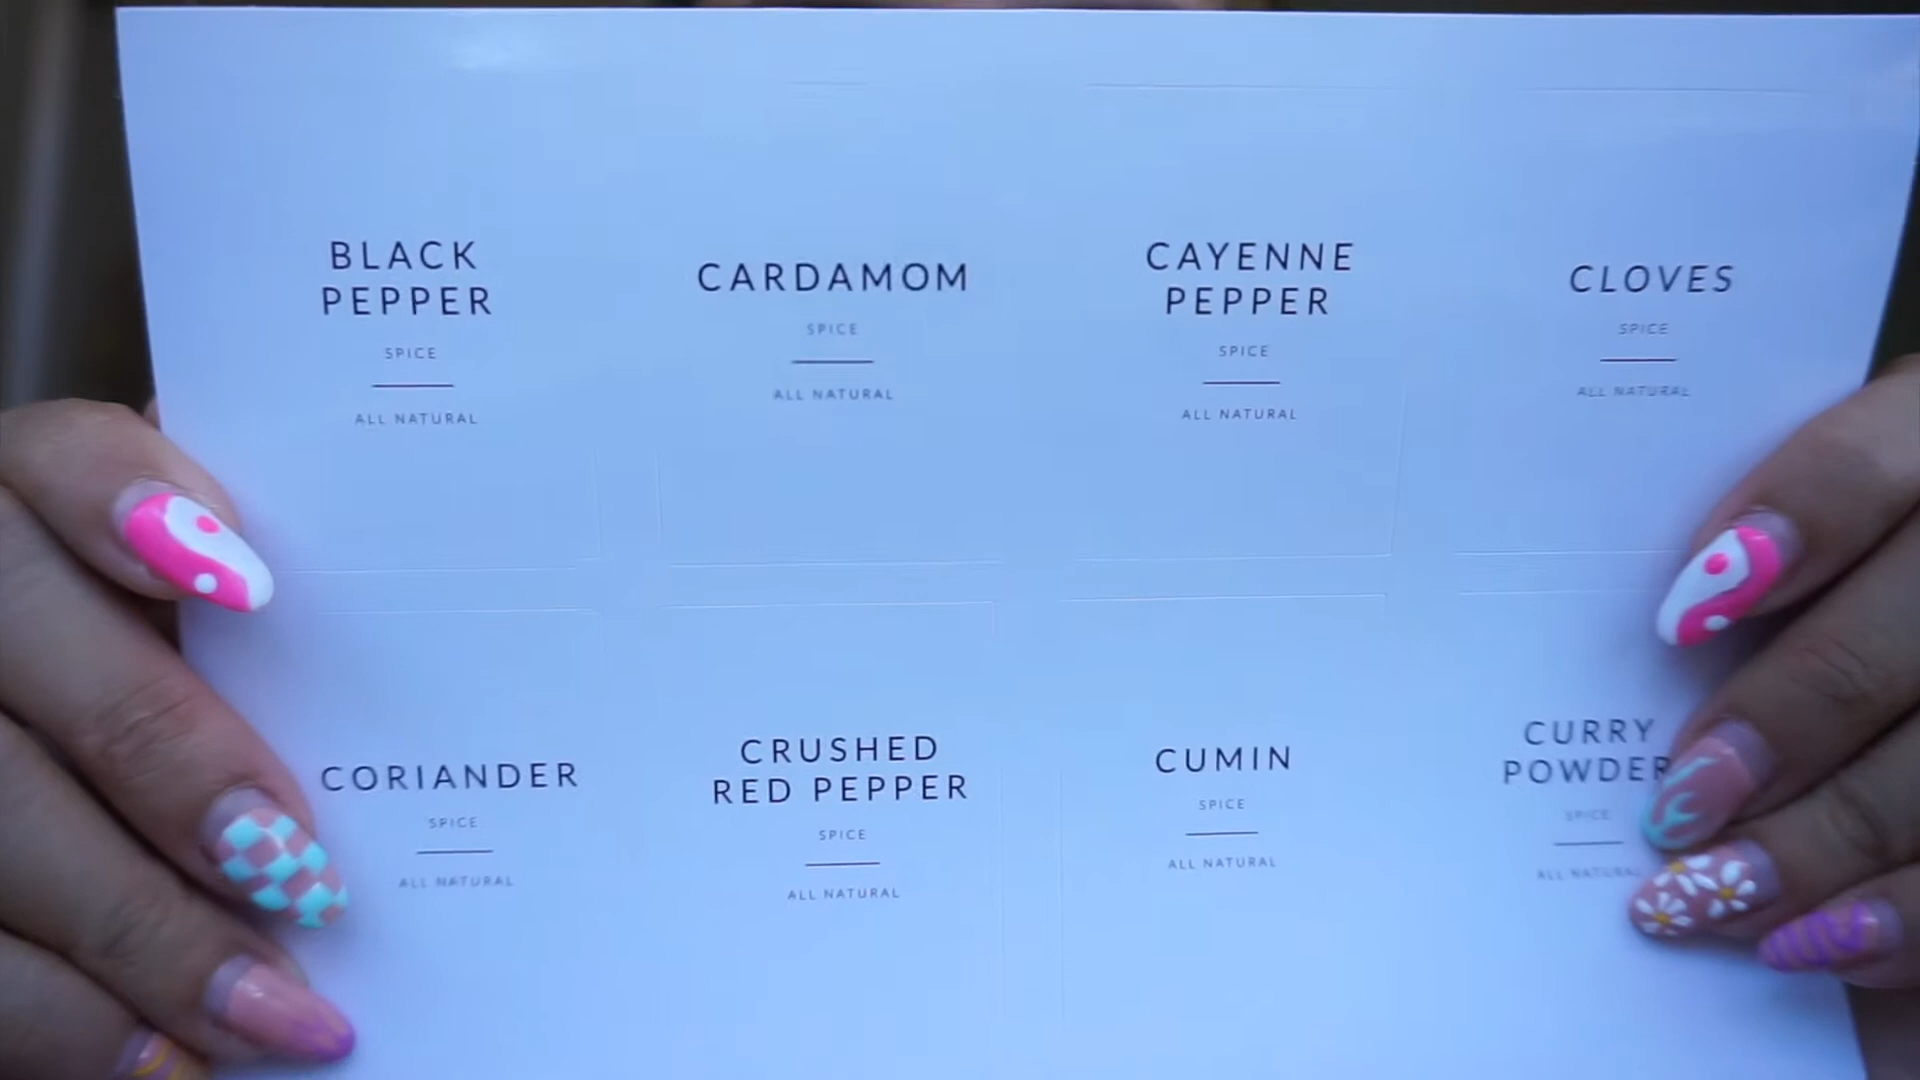 BLACK
PEPPER
SPICE
ALL NATURAL
CARDAMOM
SPICE
ALL NATURAL
CAYENNE
PEPPER
SPICE
ALL NATURAL
CLOVES
SPICE
ALL NATURAL
CORIANDER
SPICE
ALL NATURAL
CRUSHED
RED PEPPER
SPICE
ALL NATURAL
CUMIN
SPICE
ALL NATURAL
CURRY
POWDER
SPICE
ALL NATURAL